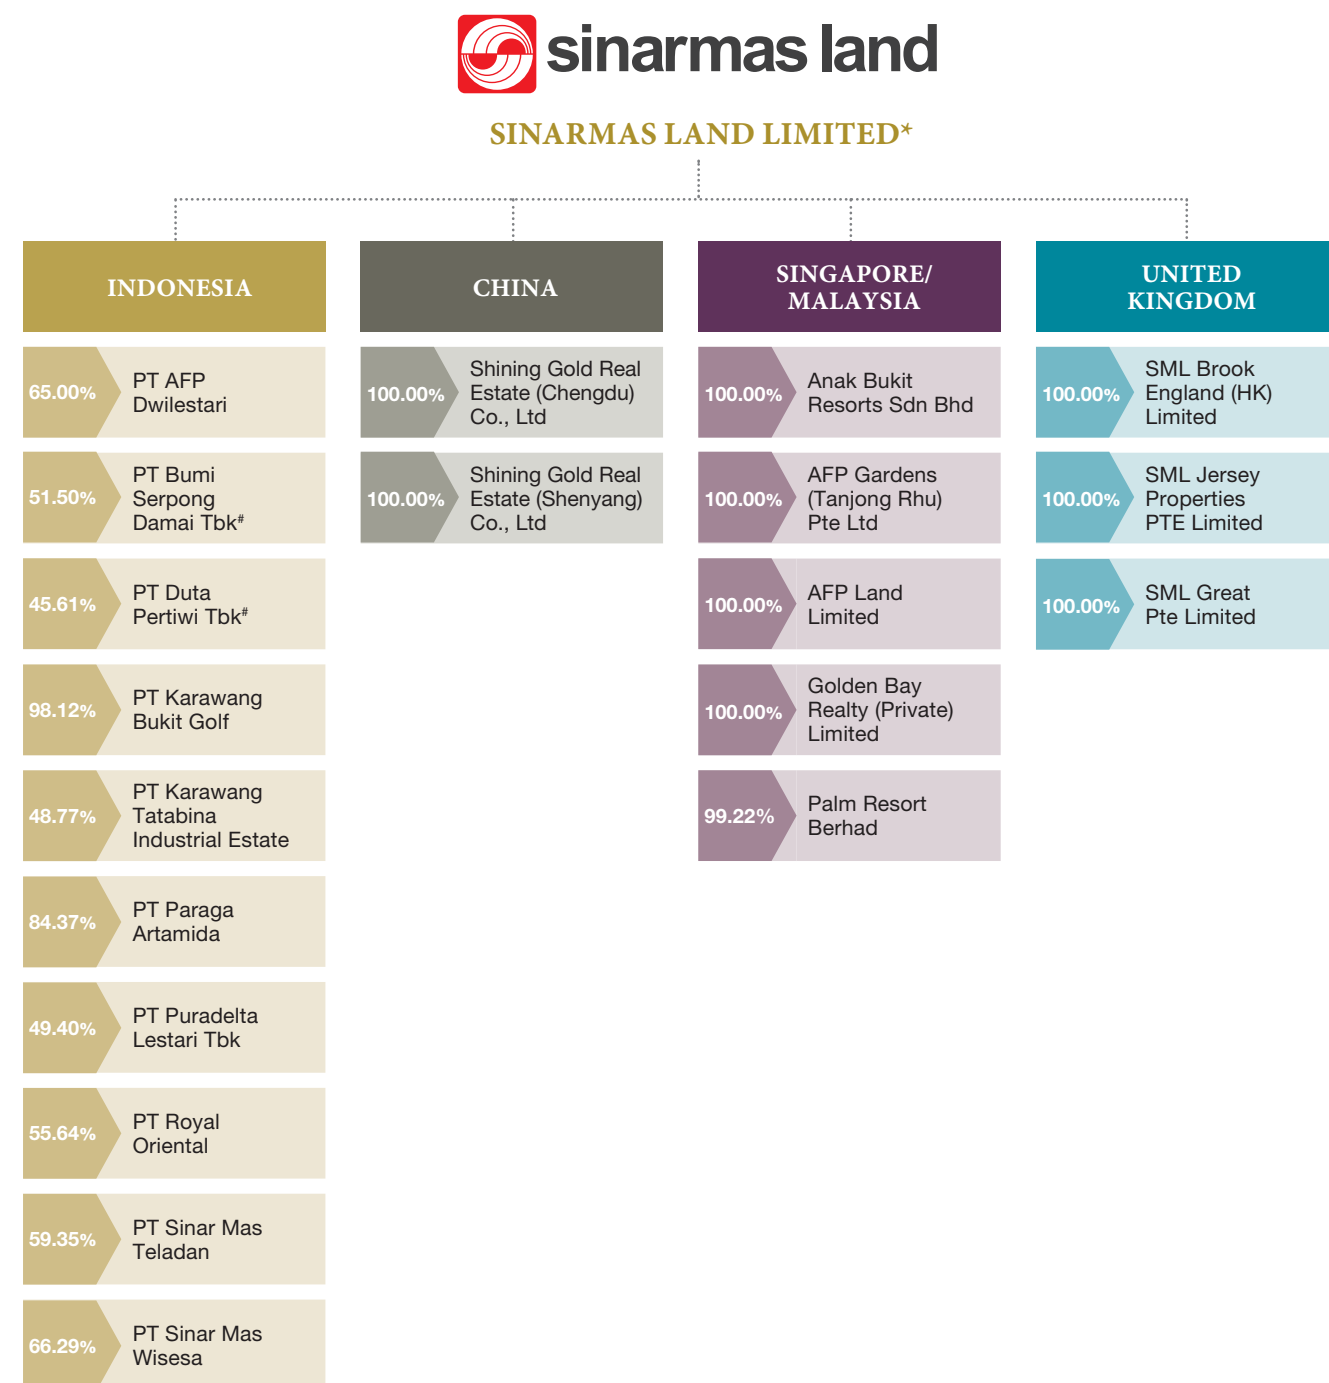 sinarmas land
SINARMAS LAND LIMITED*
INDONESIA
65.00%
PT AFP
Dwilestari
51.50%
PT Bumi
Serpong
Damai Tbk#
45.61%
PT Duta
Pertiwi Tbk#
98.12%
PT Karawang
Bukit Golf
48.77%
PT Karawang
Tatabina
Industrial Estate
84.37%
PT Paraga
Artamida
49.40%
PT Puradelta
Lestari Tbk
55.64%
PT Royal
Oriental
59.35%
PT Sinar Mas
Teladan
66.29%
PT Sinar Mas
Wisesa
CHINA
100.00%
Shining Gold Real
Estate (Chengdu)
Co., Ltd
100.00%
Shining Gold Real
Estate (Shenyang)
Co., Ltd
SINGAPORE/
MALAYSIA
100.00%
Anak Bukit
Resorts Sdn Bhd
100.00%
AFP Gardens
(Tanjong Rhu)
Pte Ltd
100.00%
AFP Land
Limited
100.00%
Golden Bay
Realty (Private)
Limited
99.22%
Palm Resort
Berhad
UNITED
KINGDOM
100.00%
SML Brook
England (HK)
Limited
100.00%
SML Jersey
Properties
PTE Limited
100.00%
SML Great
Pte Limited